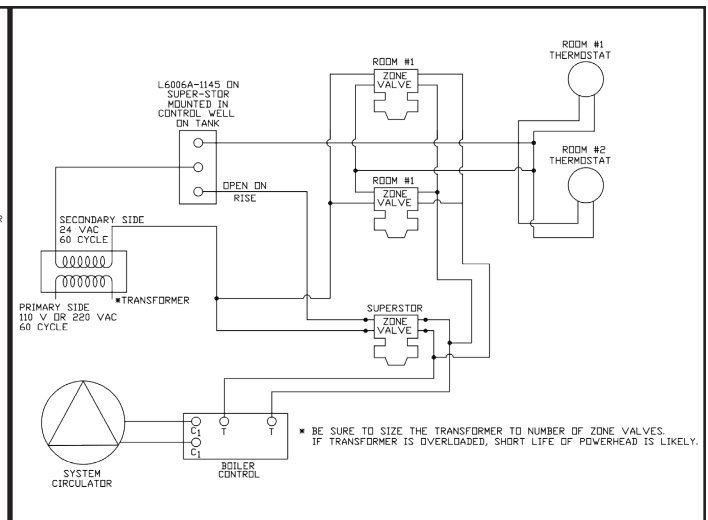 ROOM #1
THERMOSTAT
ROOM #1
ZONE
VALVE
L6006A-1145 ON
SUPER-STOR
MOUNTED IN
CONTROL WELL
ON TANK
ROOM #2
THERMOSTAT
OPEN ON
RISE
ROOM #1
ZONE
VALVE
R
SECONDARY SIDE
24 VAC
60 CYCLE
*TRANSFORMER
PRIMARY SIDE
110 V OR 220 VAC
60 CYCLE
SUPERSTOR
ZONE
VALVE
C1
T
T
C1
* BE SURE TO SIZE THE TRANSFORMER TO NUMBER OF ZONE VALVES.
IF TRANSFORMER IS OVERLOADED, SHORT LIFE OF POWERHEAD IS LIKELY.
BOILER
CONTROL
SYSTEM
CIRCULATOR